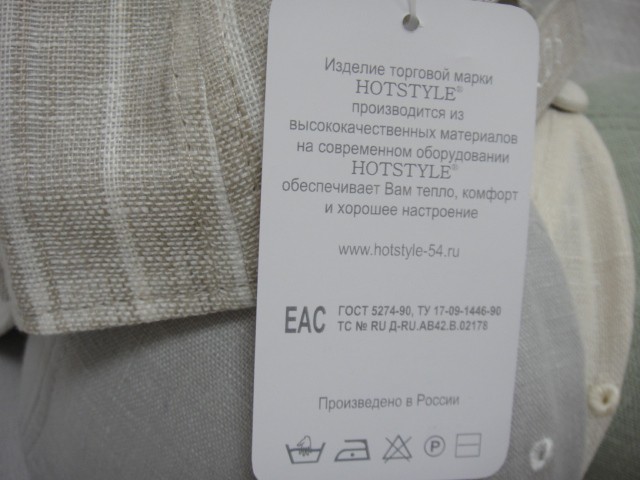 Изделие торговой марки
HOTSTYLE®
производится из
высококачественных материалов
на современном оборудовании
HOTSTYLE®
обеспечивает Вам тепло, комфорт
и хорошее настроение
www.hotstyle-54.ru
EAC ГОСТ 5274-90, ТУ 17-09-1446-90
ТС № RU Д-RU.АВ42.В.02178
Произведено в России
P